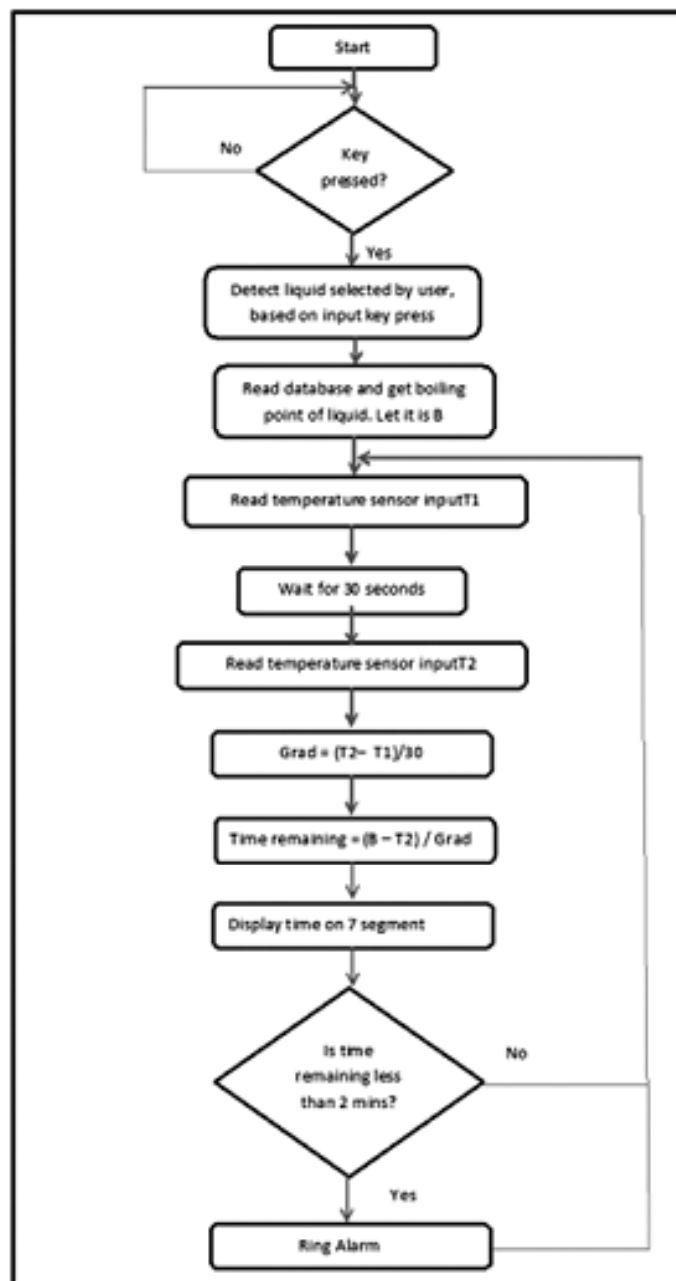 Start
No
Key
pressed?
Yes
Detect liquid selected by user,
based on input key press
Read database and get boiling
point of liquid. Let it is B
Read temperature sensor inputT1
Wait for 30 seconds
Read temperature sensor inputT2
Grad = (T2– T1)/30
Time remaining = (B – T2) / Grad
Display time on 7 segment
Is time
remaining less
than 2 mins?
No
Yes
Ring Alarm